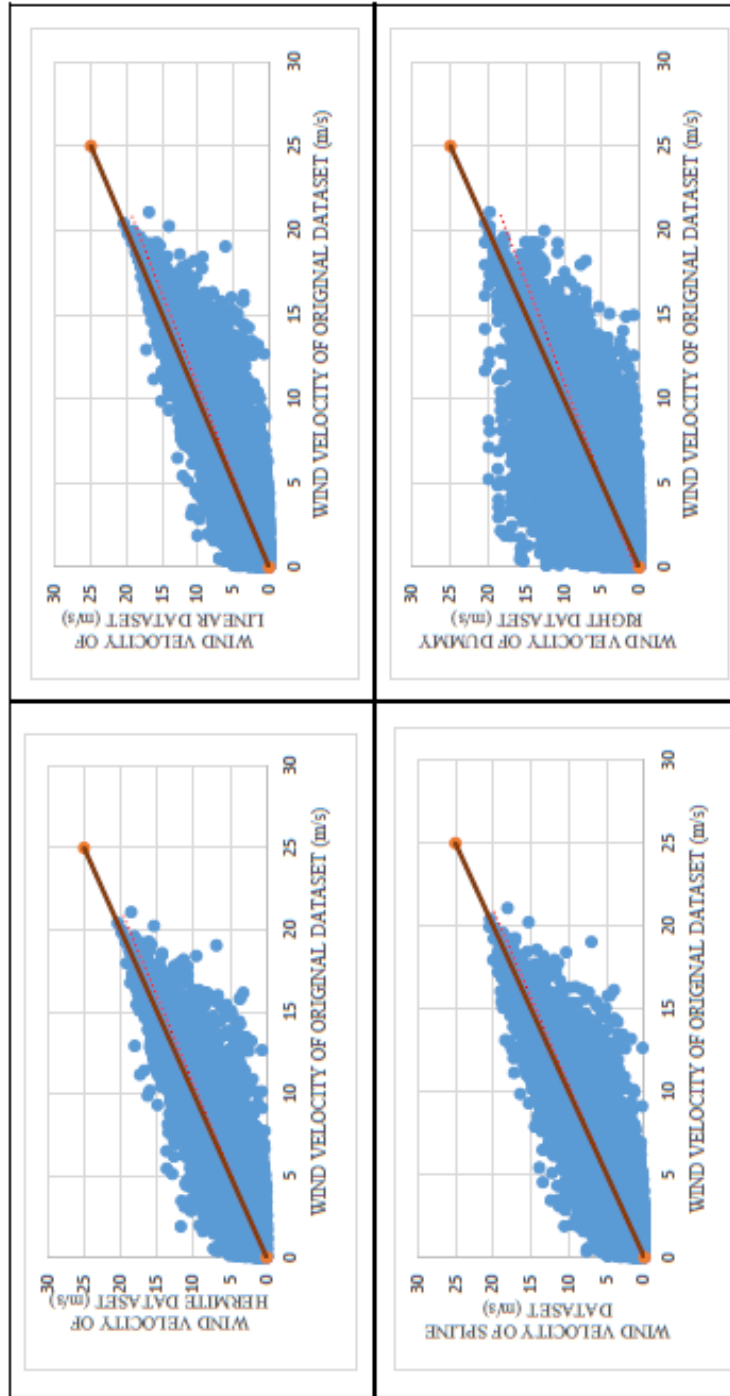 WIND VELOCITY OF
HERMITE DATASET (m/s)
30
25
20
15
10
5
0
0 5 10 15 20 25 30
WIND VELOCITY OF ORIGINAL DATASET (m/s)
WIND VELOCITY OF
LINEAR DATASET (m/s)
30
25
20
15
10
5
0
0 5 10 15 20 25 30
WIND VELOCITY OF ORIGINAL DATASET (m/s)
WIND VELOCITY OF SPLINE
DATASET (m/s)
30
25
20
15
10
5
0
0 5 10 15 20 25 30
WIND VELOCITY OF ORIGINAL DATASET (m/s)
WIND VELOCITY OF DUMMY
RIGHT DATASET (m/s)
30
25
20
15
10
5
0
0 5 10 15 20 25 30
WIND VELOCITY OF ORIGINAL DATASET (m/s)